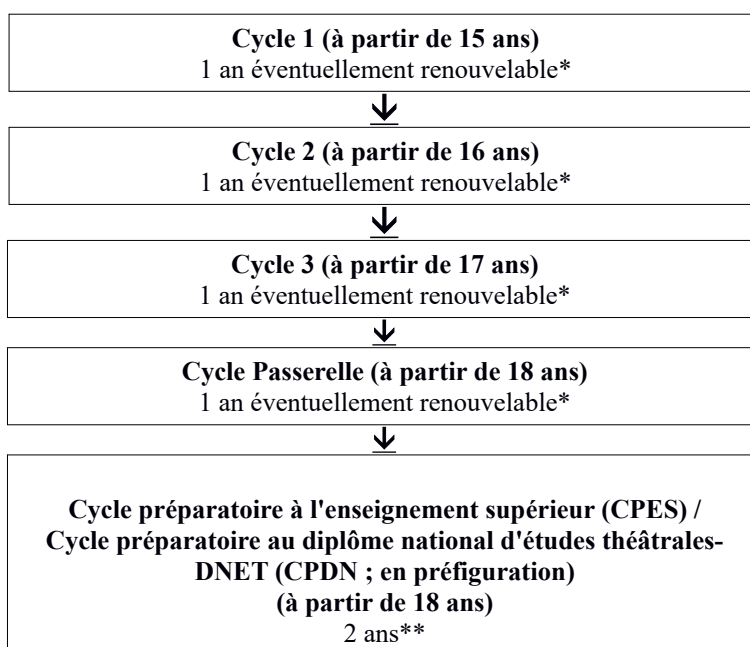 Cycle 1 (à partir de 15 ans)
1 an éventuellement renouvelable*
Cycle 2 (à partir de 16 ans)
1 an éventuellement renouvelable*
Cycle 3 (à partir de 17 ans)
1 an éventuellement renouvelable*
Cycle Passerelle (à partir de 18 ans)
1 an éventuellement renouvelable*
Cycle préparatoire à l'enseignement supérieur (CPES) /
Cycle préparatoire au diplôme national d'études théâtrales-
DNET (CPDN ; en préfiguration)
(à partir de 18 ans)
2 ans**